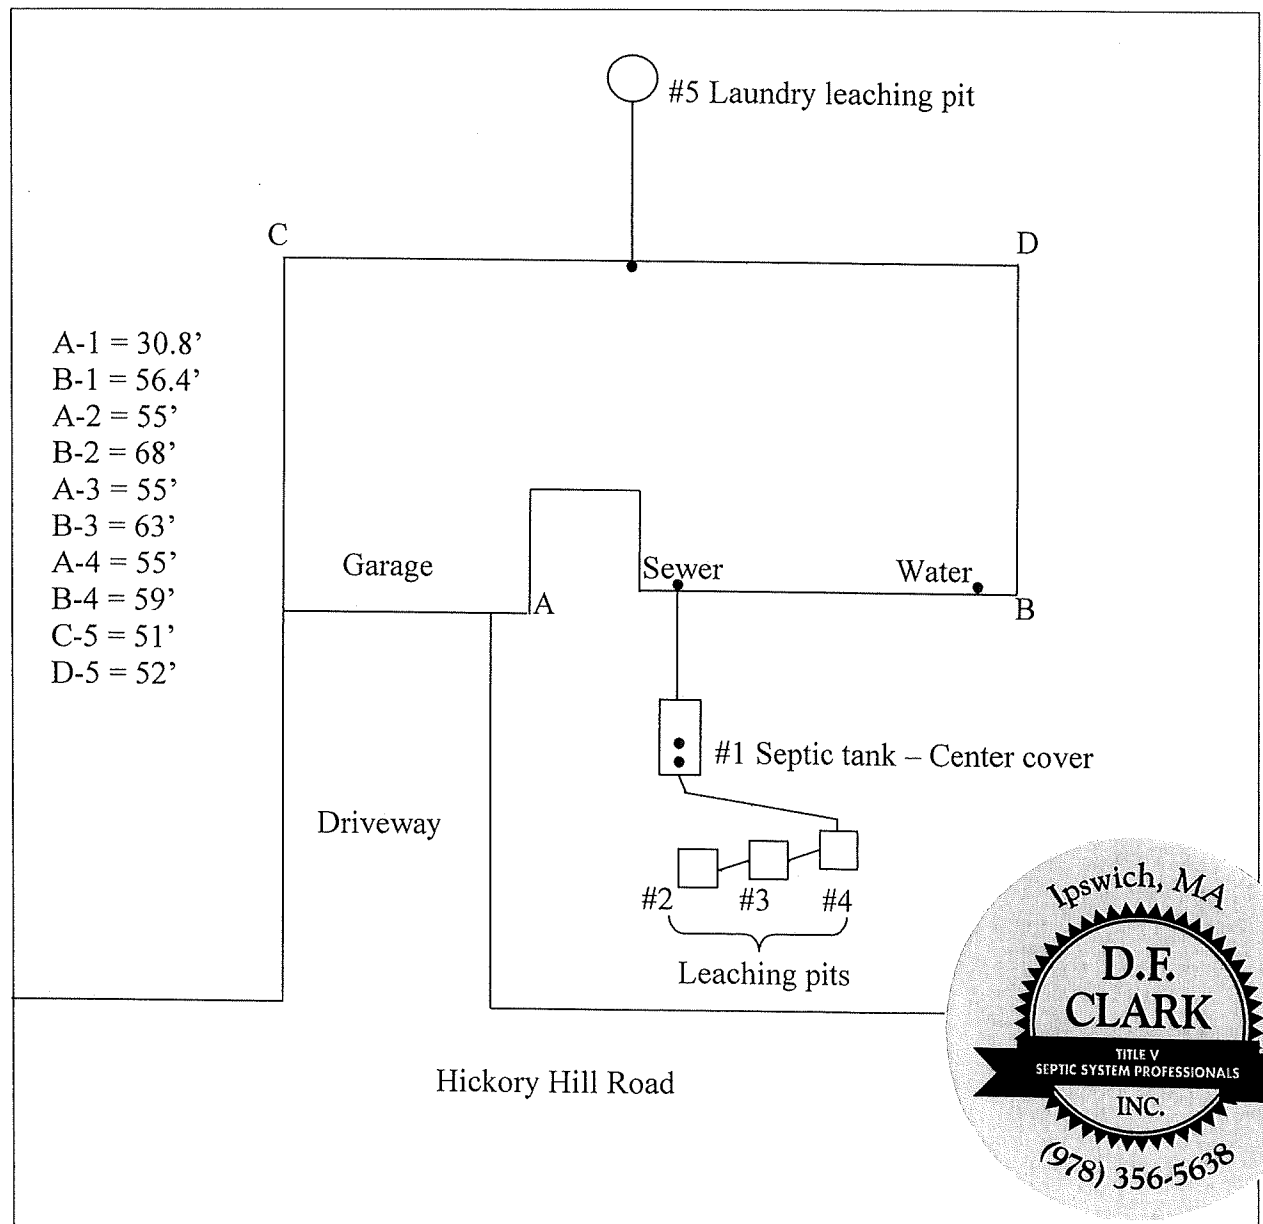 #5 Laundry leaching pit
C
D
A-1 = 30.8’
B-1 = 56.4’
A-2 = 55’
B-2 = 68’
A-3 = 55’
B-3 = 63’
A-4 = 55’
B-4 = 59’
C-5 = 51’
D-5 = 52’
Garage
Sewer
Water
A
B
#1 Septic tank – Center cover
Driveway
#2
#3
#4
Leaching pits
Hickory Hill Road
Ipswich, MA
D.F.
CLARK
TITLE V
SEPTIC SYSTEM PROFESSIONALS
INC.
(978) 356-5638